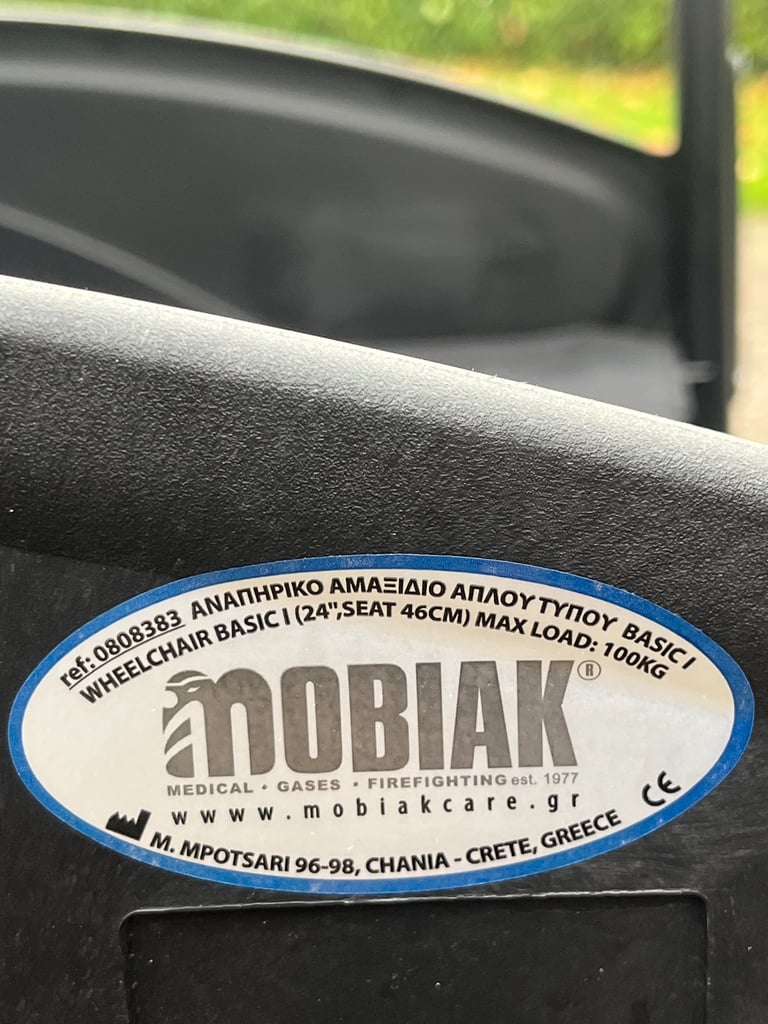 ref: 0808383 ΑΝΑΠΗΡΙΚΟ ΑΜΑΞΙΔΙΟ ΑΠΛΟΥ ΤΥΠΟΥ BASIC I
WHEELCHAIR BASIC I (24",SEAT 46CM) MAX LOAD: 100KG
MOBIAK®
MEDICAL · GASES · FIREFIGHTING est. 1977
www.mobiakcare.gr
CE
M. MPOTSARI 96-98, CHANIA - CRETE, GREECE